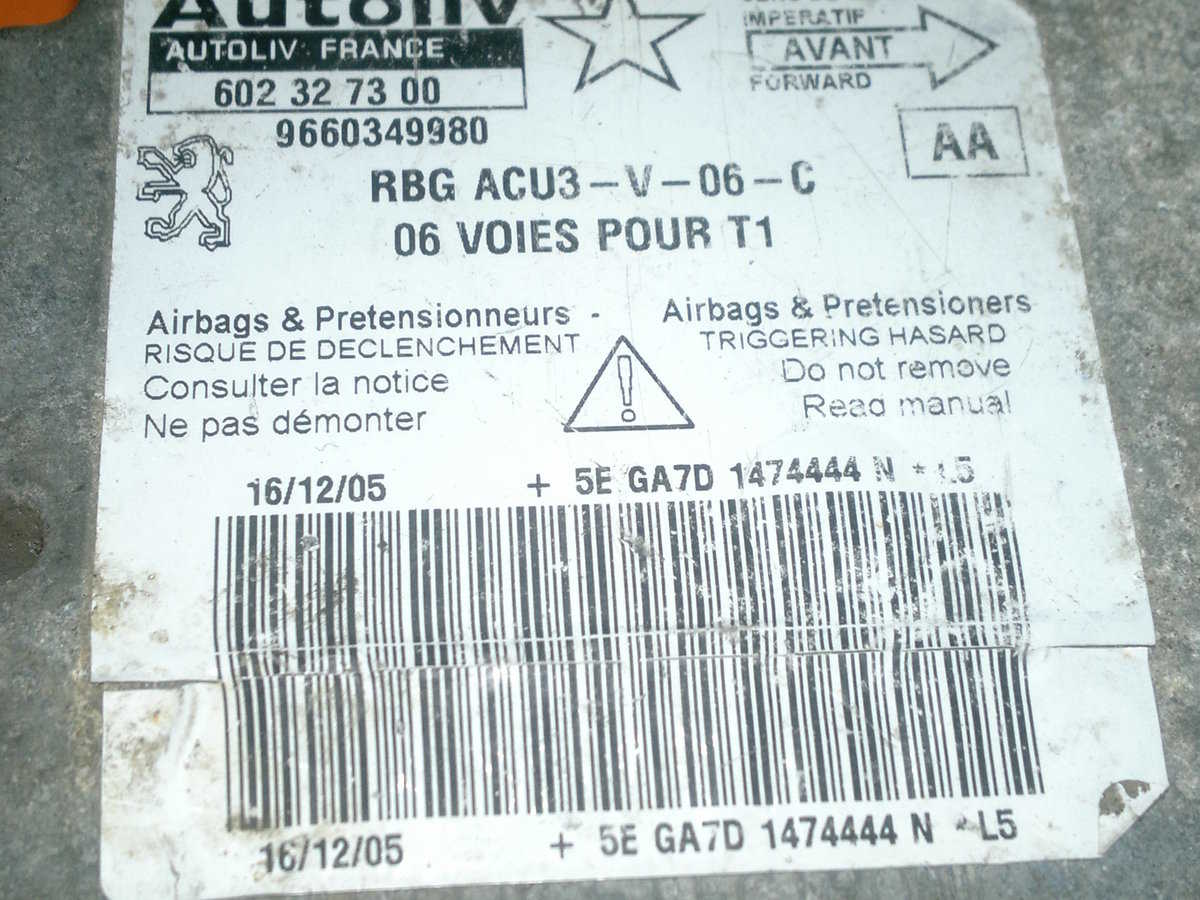 Autoliv
AUTOLIV FRANCE
602 32 73 00
9660349980
IMPERATIF
AVANT
FORWARD
AA
RBG ACU3-V-06-C
06 VOIES POUR T1
Airbags & Pretensionneurs -
RISQUE DE DECLENCHEMENT
Consulter la notice
Ne pas démonter
Airbags & Pretensioners
TRIGGERING HASARD
Do not remove
Read manual
16/12/05 + 5E GA7D 1474444 N * L5
16/12/05 + 5E GA7D 1474444 N * L5